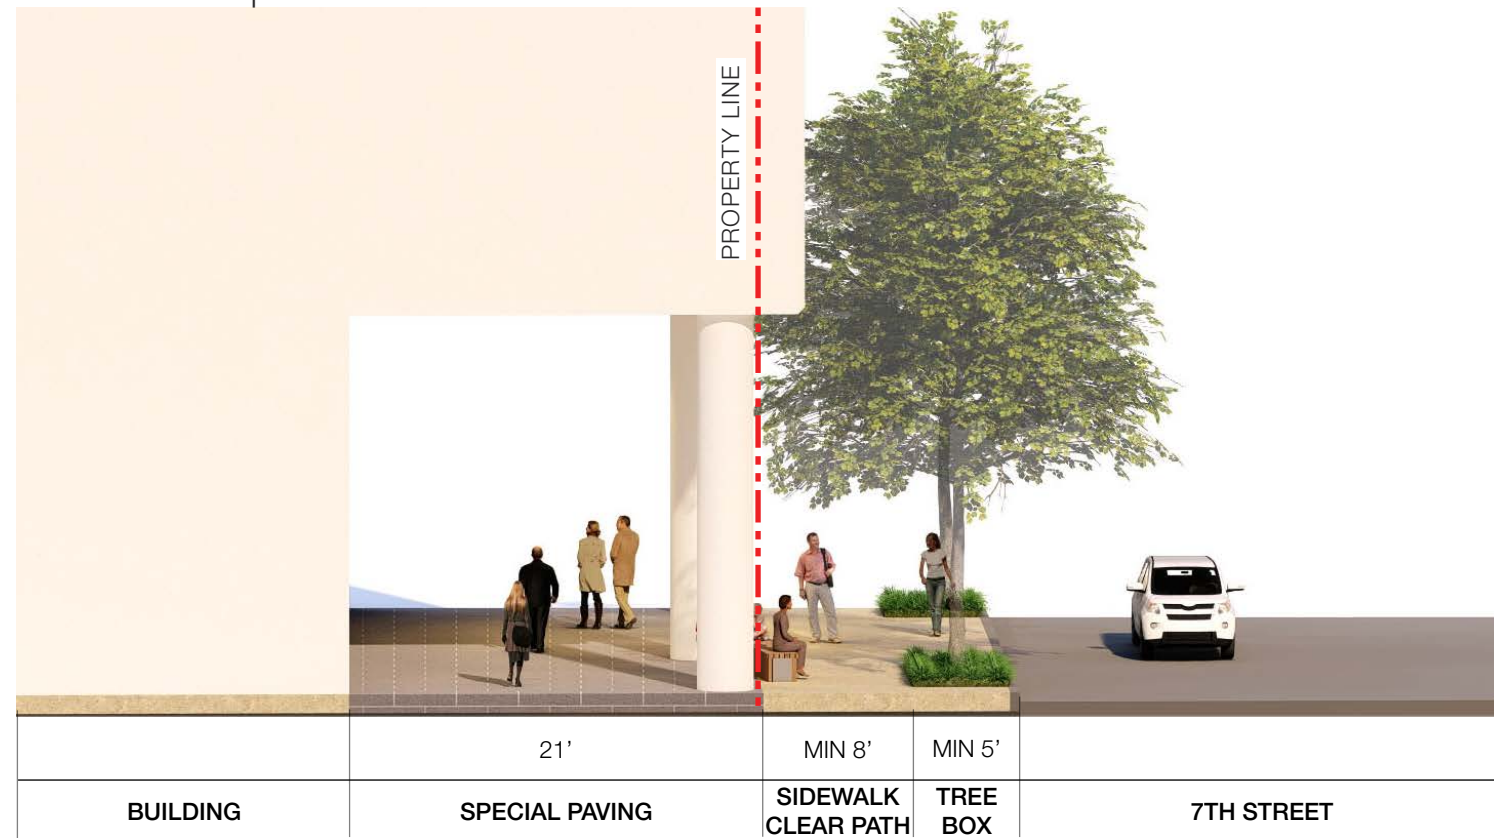 PROPERTY LINE
21’
MIN 8’
MIN 5’
BUILDING
SPECIAL PAVING
SIDEWALK
CLEAR PATH
TREE
BOX
7TH STREET